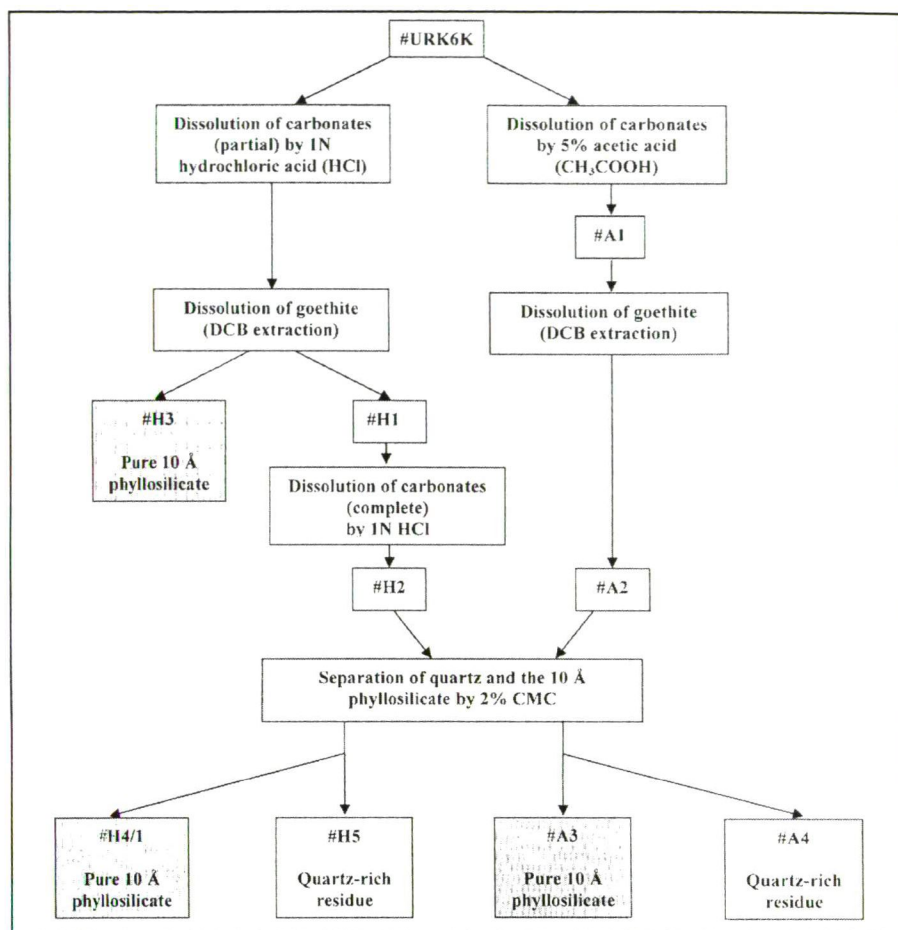 #URK6K
Dissolution of carbonates
(partial) by 1N
hydrochloric acid (HCl)
Dissolution of carbonates
by 5% acetic acid
(CH₃COOH)
#A1
Dissolution of goethite
(DCB extraction)
Dissolution of goethite
(DCB extraction)
#H3
Pure 10 Å
phyllosilicate
#H1
Dissolution of carbonates
(complete)
by 1N HCl
#H2
#A2
Separation of quartz and the 10 Å
phyllosilicate by 2% CMC
#H4/1
Pure 10 Å
phyllosilicate
#H5
Quartz-rich
residue
#A3
Pure 10 Å
phyllosilicate
#A4
Quartz-rich
residue